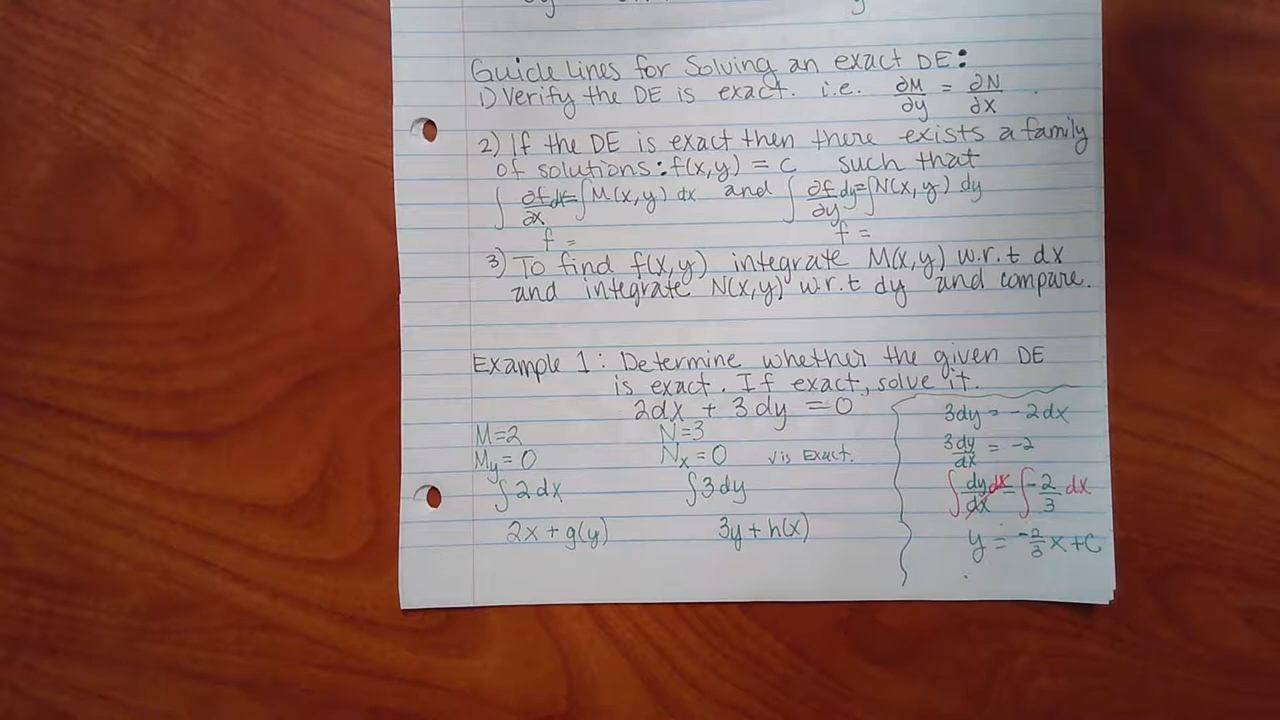 Guide lines for Solving an exact DE:
1) Verify the DE is exact. i.e. ∂M/∂y = ∂N/∂x .
2) If the DE is exact then there exists a family
of solutions: f(x,y) = C such that
∫ ∂f/∂x dx = ∫ M(x,y) dx and ∫ ∂f/∂y dy = ∫ N(x,y) dy
f = f =
3) To find f(x,y) integrate M(x,y) w.r.t dx
and integrate N(x,y) w.r.t dy and compare.
Example 1: Determine whether the given DE
is exact. If exact, solve it.
2dx + 3dy = 0
M=2 N=3
My = 0 Nx = 0 ∨ is Exact.
∫2dx ∫3dy
2x + g(y) 3y + h(x)
3dy = -2dx
3dy/dx = -2
∫ dy/dx dx = ∫ -2/3 dx
y = -2/3 x + C